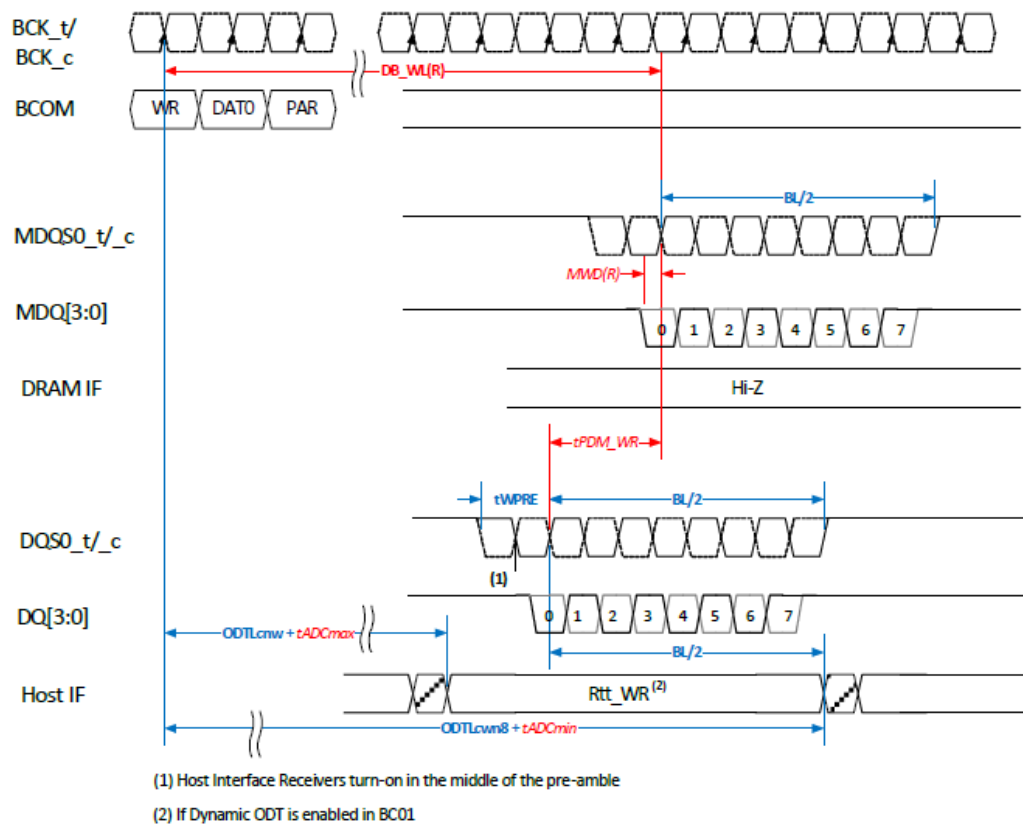 BCK_t/
BCK_c
DB_WL(R)
BCOM
WR DAT0 PAR
BL/2
MDQS0_t/_c
MWD(R)
MDQ[3:0]
0 1 2 3 4 5 6 7
DRAM IF
Hi-Z
tPDM_WR
tWPRE
BL/2
DQS0_t/_c
(1)
DQ[3:0]
0 1 2 3 4 5 6 7
ODTLcnw + tADCmax
BL/2
Host IF
Rtt_WR(2)
ODTLcwn8 + tADCmin
(1) Host Interface Receivers turn-on in the middle of the pre-amble
(2) If Dynamic ODT is enabled in BC01